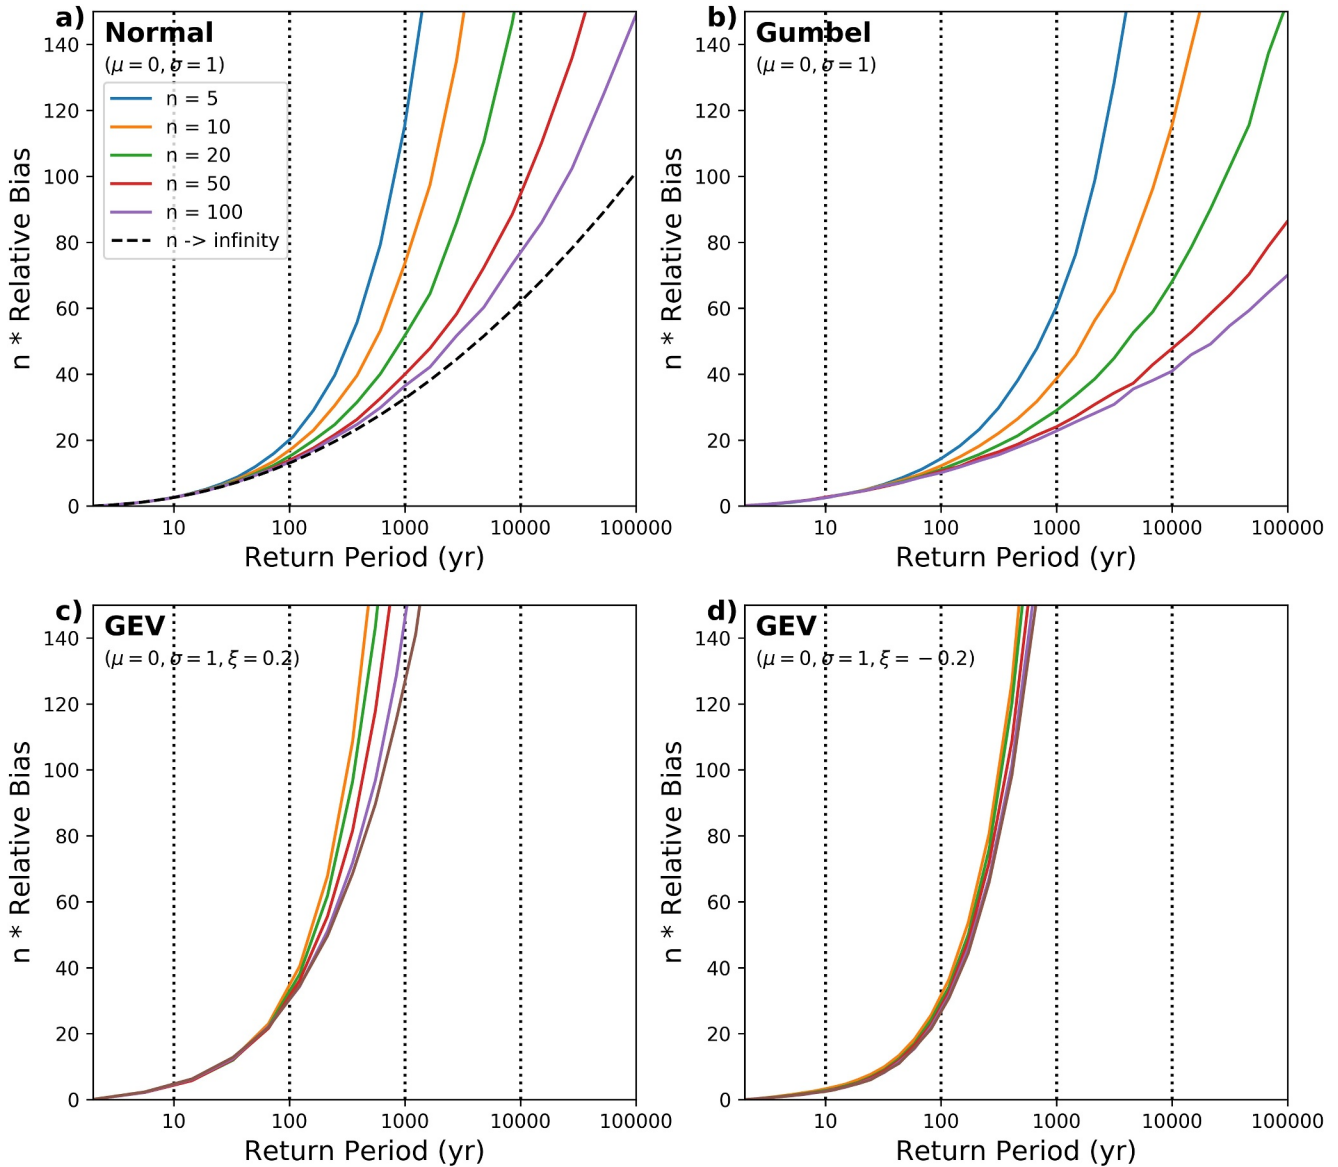 a)
Normal
(μ = 0, σ = 1)
n = 5
n = 10
n = 20
n = 50
n = 100
n -> infinity
140
120
100
80
60
40
20
0
n * Relative Bias
10 100 1000 10000 100000
Return Period (yr)
b)
Gumbel
(μ = 0, σ = 1)
140
120
100
80
60
40
20
0
n * Relative Bias
10 100 1000 10000 100000
Return Period (yr)
c)
GEV
(μ = 0, σ = 1, ξ = 0.2)
140
120
100
80
60
40
20
0
n * Relative Bias
10 100 1000 10000 100000
Return Period (yr)
d)
GEV
(μ = 0, σ = 1, ξ = −0.2)
140
120
100
80
60
40
20
0
n * Relative Bias
10 100 1000 10000 100000
Return Period (yr)